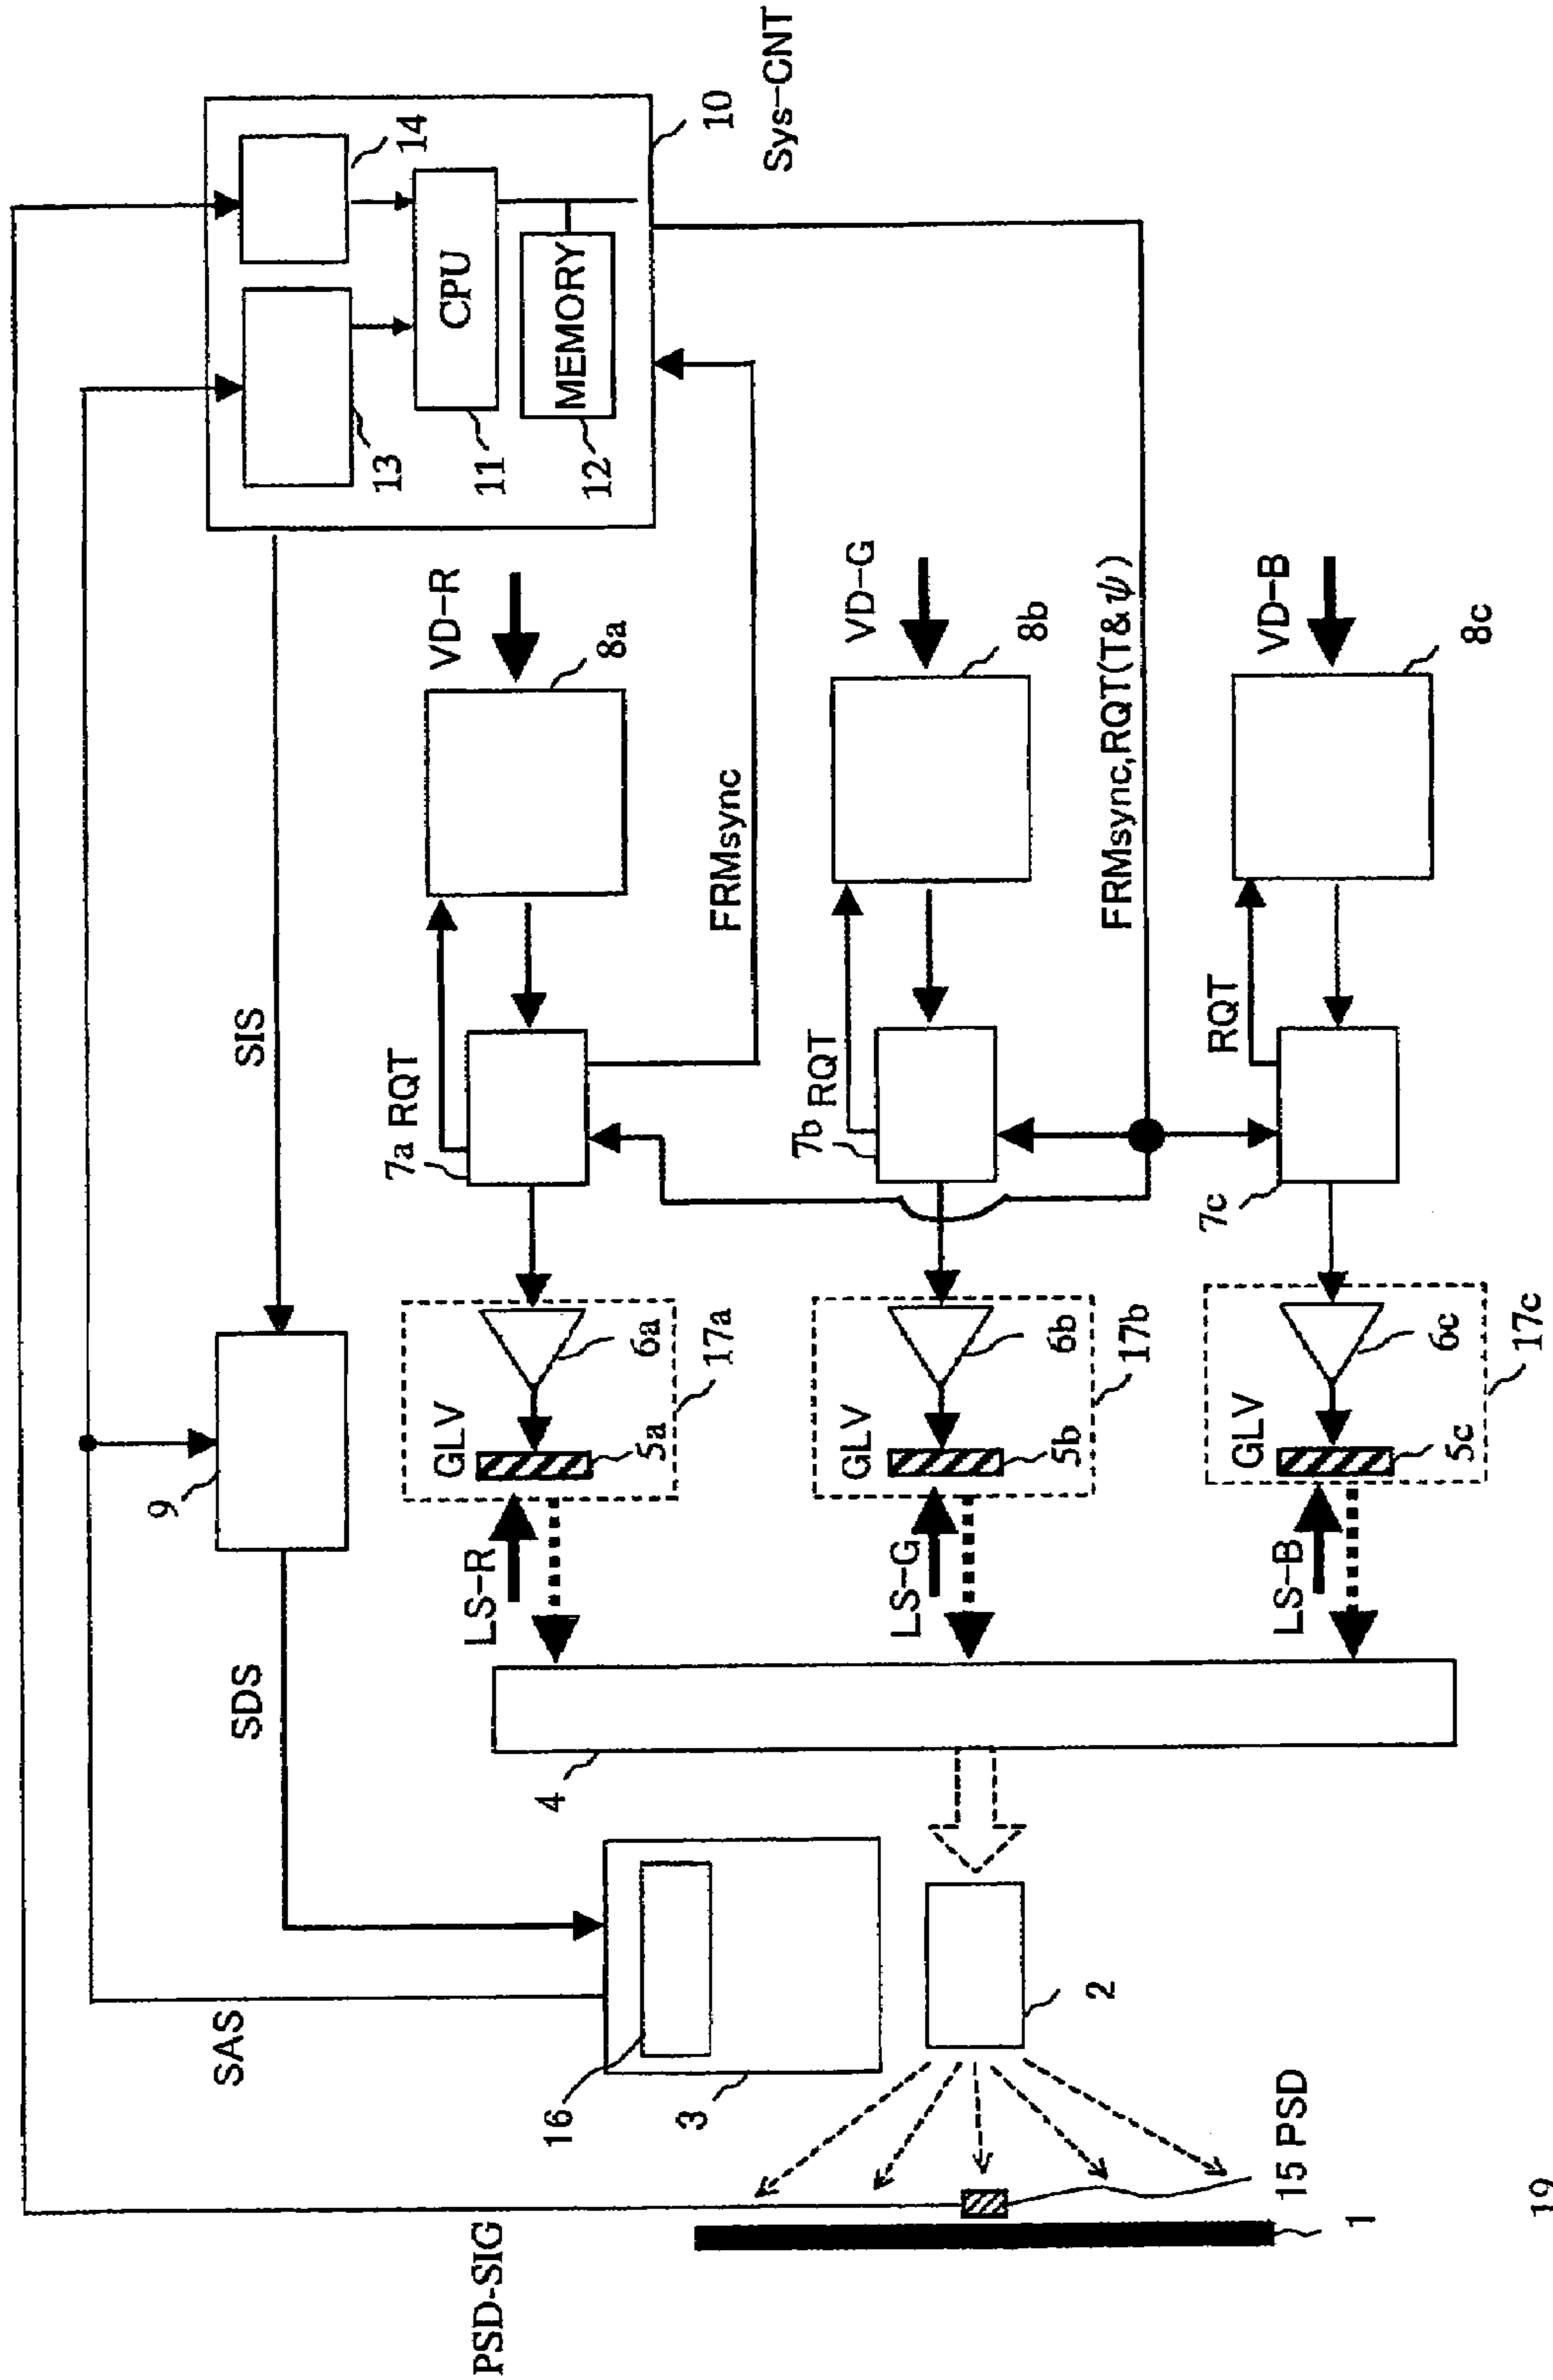 PSD-SIG
SAS
SDS
SIS
9
14
13
CPU
11
MEMORY
12
10
Sys-CNT
16
3
4
2
15 PSD
1
19
LS-R
GLV
5a
6a
17a
7a RQT
VD-R
8a
FRMsync
LS-G
GLV
5b
6b
17b
7b RQT
VD-G
8b
FRMsync,RQT(T&ψ)
LS-B
GLV
5c
6c
17c
7c
RQT
VD-B
8c